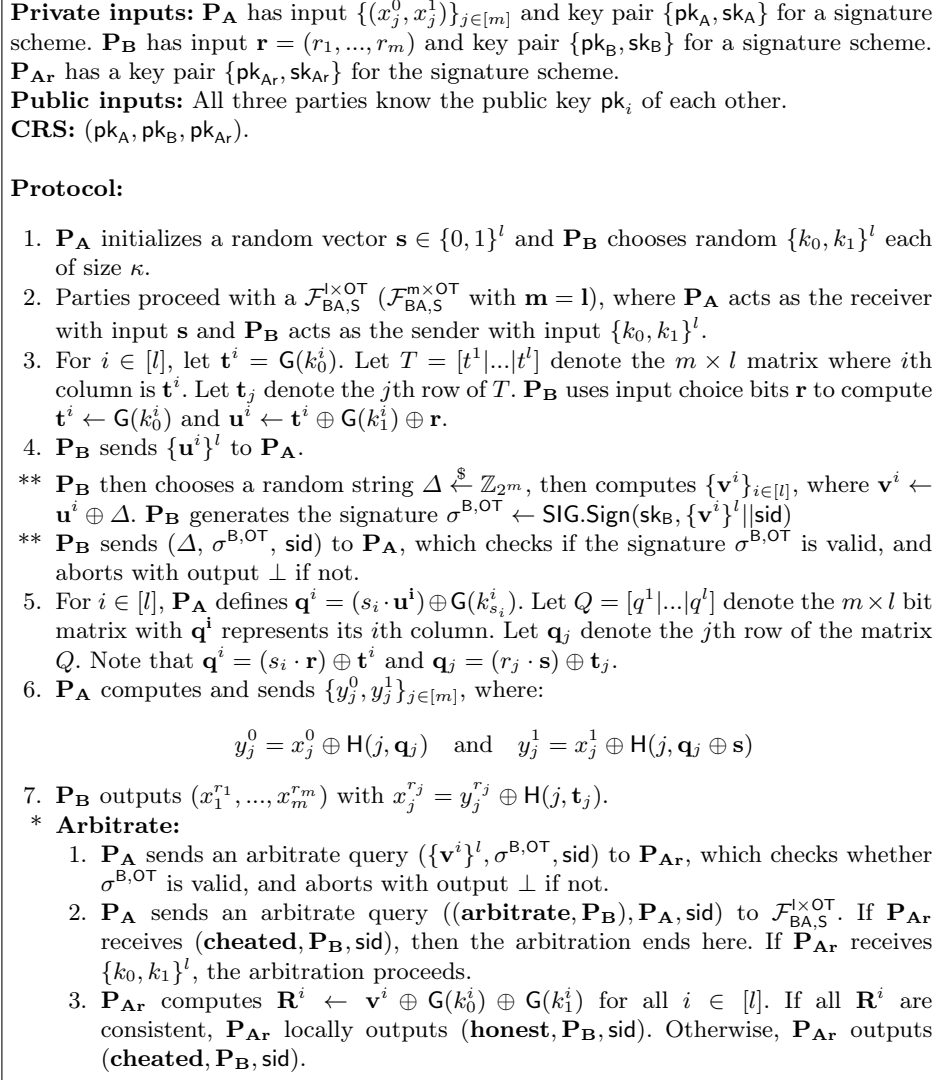 Private inputs: P_A has input {(x_j^0, x_j^1)}_{j∈[m]} and key pair {pk_A, sk_A} for a signature
scheme. P_B has input r = (r_1, ..., r_m) and key pair {pk_B, sk_B} for a signature scheme.
P_Ar has a key pair {pk_Ar, sk_Ar} for the signature scheme.
Public inputs: All three parties know the public key pk_i of each other.
CRS: (pk_A, pk_B, pk_Ar).
Protocol:
1. P_A initializes a random vector s ∈ {0, 1}^l and P_B chooses random {k_0, k_1}^l each
of size κ.
2. Parties proceed with a F_{BA,S}^{l×OT} (F_{BA,S}^{m×OT} with m = l), where P_A acts as the receiver
with input s and P_B acts as the sender with input {k_0, k_1}^l.
3. For i ∈ [l], let t^i = G(k_0^i). Let T = [t^1|...|t^l] denote the m × l matrix where ith
column is t^i. Let t_j denote the jth row of T. P_B uses input choice bits r to compute
t^i ← G(k_0^i) and u^i ← t^i ⊕ G(k_1^i) ⊕ r.
4. P_B sends {u^i}^l to P_A.
** P_B then chooses a random string Δ ←$ Z_{2^m}, then computes {v^i}_{i∈[l]}, where v^i ←
u^i ⊕ Δ. P_B generates the signature σ^{B,OT} ← SIG.Sign(sk_B, {v^i}^l||sid)
** P_B sends (Δ, σ^{B,OT}, sid) to P_A, which checks if the signature σ^{B,OT} is valid, and
aborts with output ⊥ if not.
5. For i ∈ [l], P_A defines q^i = (s_i · u^i) ⊕ G(k_{s_i}^i). Let Q = [q^1|...|q^l] denote the m × l bit
matrix with q^i represents its ith column. Let q_j denote the jth row of the matrix
Q. Note that q^i = (s_i · r) ⊕ t^i and q_j = (r_j · s) ⊕ t_j.
6. P_A computes and sends {y_j^0, y_j^1}_{j∈[m]}, where:
y_j^0 = x_j^0 ⊕ H(j, q_j) and y_j^1 = x_j^1 ⊕ H(j, q_j ⊕ s)
7. P_B outputs (x_1^{r_1}, ..., x_m^{r_m}) with x_j^{r_j} = y_j^{r_j} ⊕ H(j, t_j).
* Arbitrate:
1. P_A sends an arbitrate query ({v^i}^l, σ^{B,OT}, sid) to P_Ar, which checks whether
σ^{B,OT} is valid, and aborts with output ⊥ if not.
2. P_A sends an arbitrate query ((arbitrate, P_B), P_A, sid) to F_{BA,S}^{l×OT}. If P_Ar
receives (cheated, P_B, sid), then the arbitration ends here. If P_Ar receives
{k_0, k_1}^l, the arbitration proceeds.
3. P_Ar computes R^i ← v^i ⊕ G(k_0^i) ⊕ G(k_1^i) for all i ∈ [l]. If all R^i are
consistent, P_Ar locally outputs (honest, P_B, sid). Otherwise, P_Ar outputs
(cheated, P_B, sid).